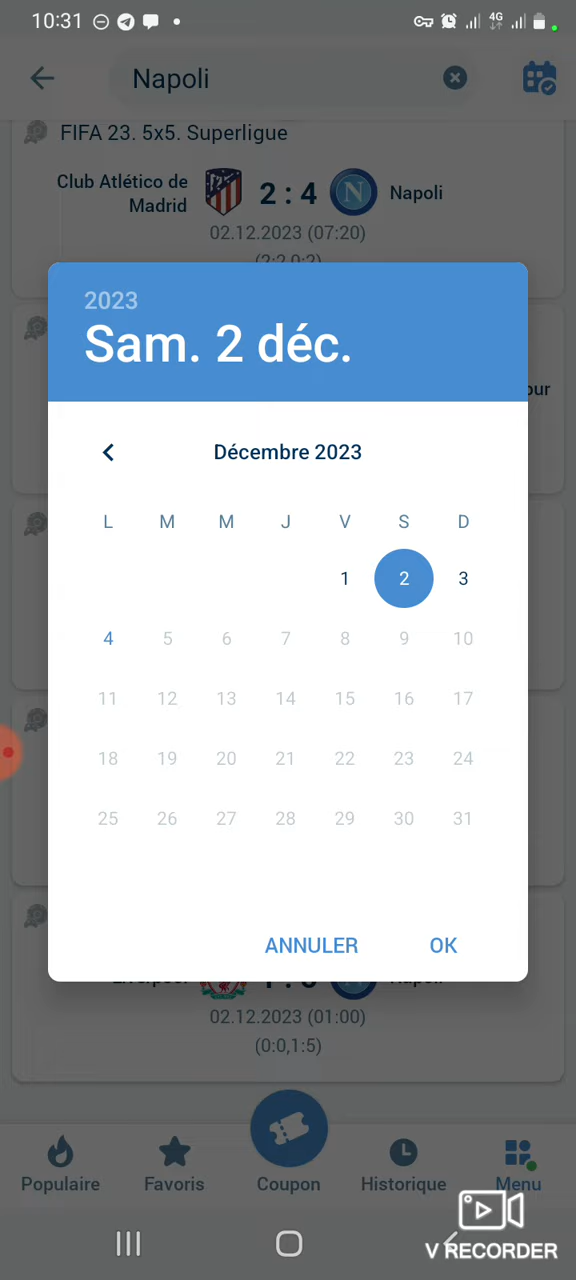 10:31
4G
Napoli
FIFA 23. 5x5. Superligue
Club Atlético de Madrid
2 : 4
Napoli
02.12.2023 (07:20)
2023
Sam. 2 déc.
Décembre 2023
L M M J V S D
1 2 3
4 5 6 7 8 9 10
11 12 13 14 15 16 17
18 19 20 21 22 23 24
25 26 27 28 29 30 31
ANNULER OK
02.12.2023 (01:00)
(0:0,1:5)
Populaire Favoris Coupon Historique Menu
V RECORDER